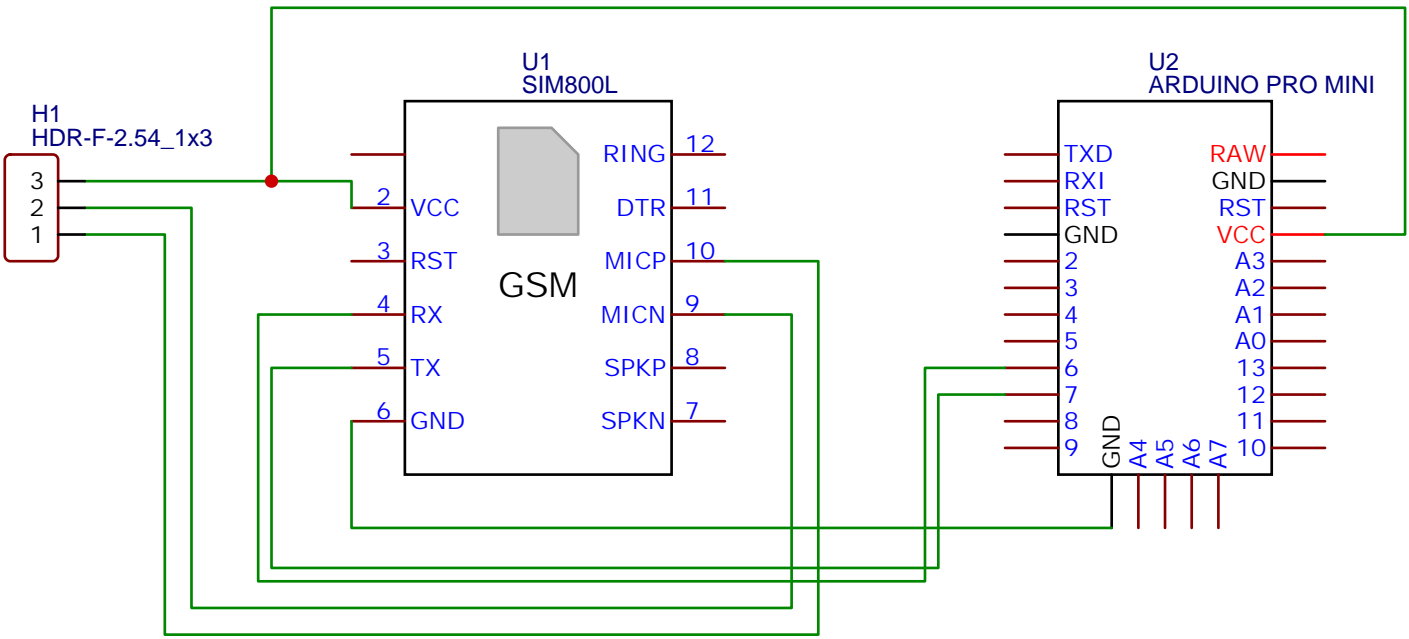 H1
HDR-F-2.54_1x3
3
2
1
U1
SIM800L
2 VCC
3 RST
4 RX
5 TX
6 GND
GSM
RING 12
DTR 11
MICP 10
MICN 9
SPKP 8
SPKN 7
U2
ARDUINO PRO MINI
TXD
RXI
RST
GND
2
3
4
5
6
7
8
9
GND
A4
A5
A6
A7
RAW
GND
RST
VCC
A3
A2
A1
A0
13
12
11
10